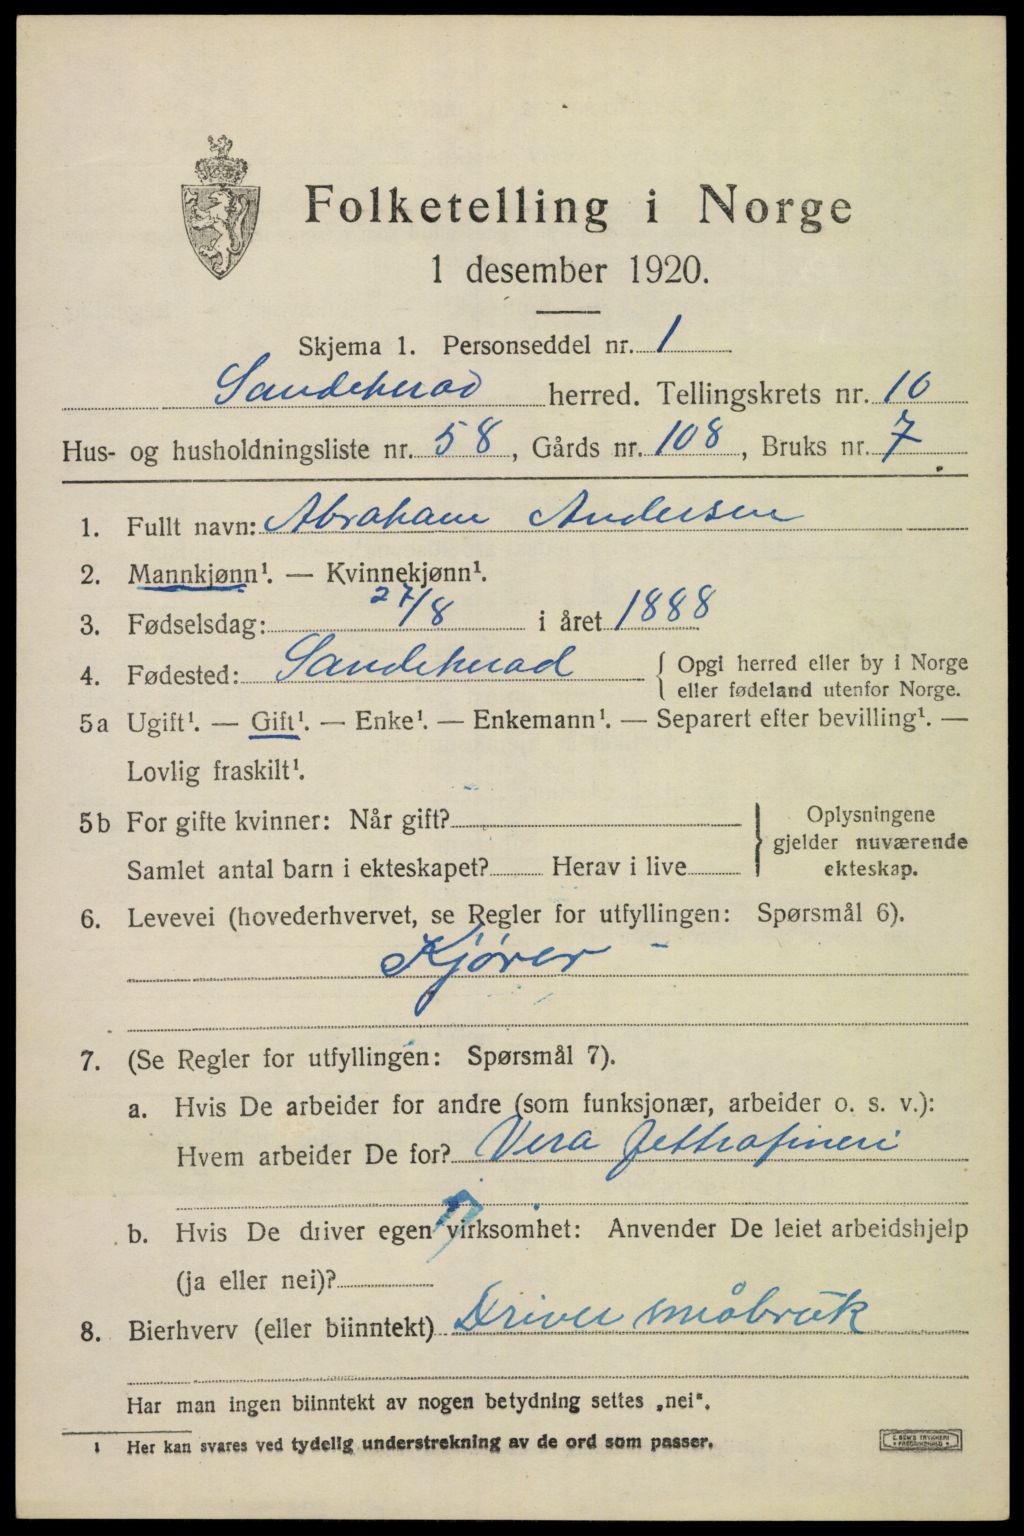 Folketelling i Norge
1 desember 1920.
Skjema 1. Personseddel nr. 1
Sandeherad herred. Tellingskrets nr. 10
Hus- og husholdningsliste nr. 58, Gårds nr. 108, Bruks nr. 7
1. Fullt navn: Abraham Andersen
2. Mannkjønn¹. — Kvinnekjønn¹.
3. Fødselsdag: 27/8 i året 1888
4. Fødested: Sandeherad { Opgi herred eller by i Norge
eller fødeland utenfor Norge.
5a Ugift¹. — Gift¹. — Enke¹. — Enkemann¹. — Separert efter bevilling¹. —
Lovlig fraskilt¹.
5b For gifte kvinner: Når gift? } Oplysningene
gjelder nuværende
Samlet antal barn i ekteskapet? Herav i live ekteskap.
6. Levevei (hovederhvervet, se Regler for utfyllingen: Spørsmål 6).
Kjører -
7. (Se Regler for utfyllingen: Spørsmål 7).
a. Hvis De arbeider for andre (som funksjonær, arbeider o. s. v.):
Hvem arbeider De for? Vera fettrafineri
b. Hvis De driver egen virksomhet: Anvender De leiet arbeidshjelp
(ja eller nei)?
8. Bierhverv (eller biinntekt) Driver småbruk
Har man ingen biinntekt av nogen betydning settes „nei".
1 Her kan svares ved tydelig understrekning av de ord som passer.